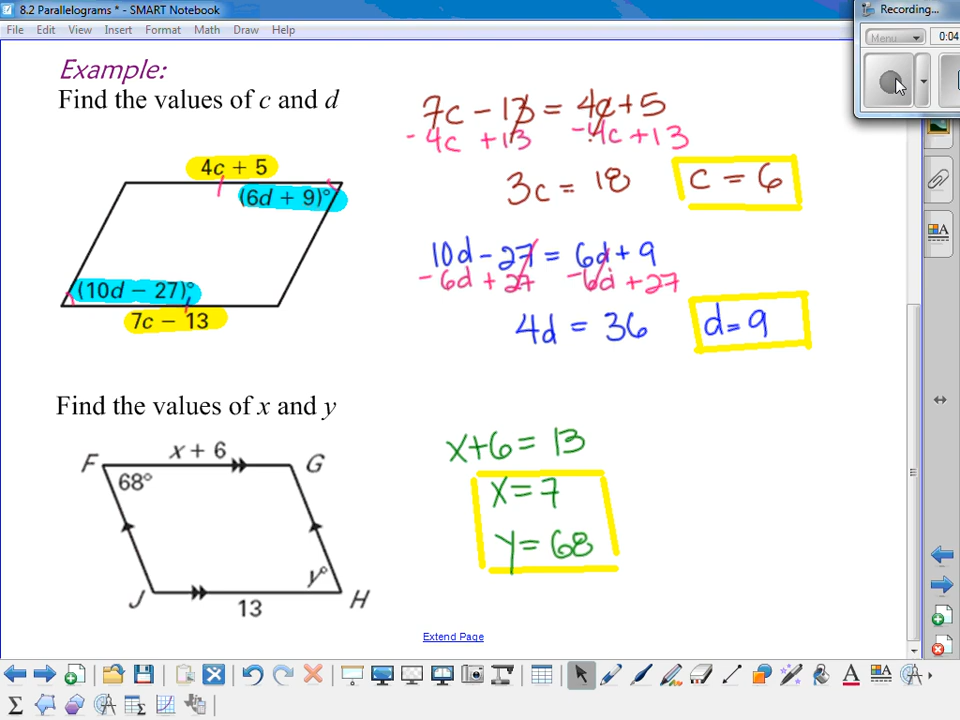 8.2 Parallelograms * - SMART Notebook
Recording...
File Edit View Insert Format Math Draw Help
Menu
0:04
Example:
Find the values of c and d
4c + 5
(6d + 9)°
(10d − 27)°
7c − 13
7c − 13 = 4c + 5
- 4c + 13 - 4c + 13
3c = 18
c = 6
10d − 27 = 6d + 9
- 6d + 27 - 6d + 27
4d = 36
d = 9
Find the values of x and y
x + 6
F
G
68°
y°
J
H
13
x + 6 = 13
x = 7
y = 68
Extend Page
A
A
Σ
Σ